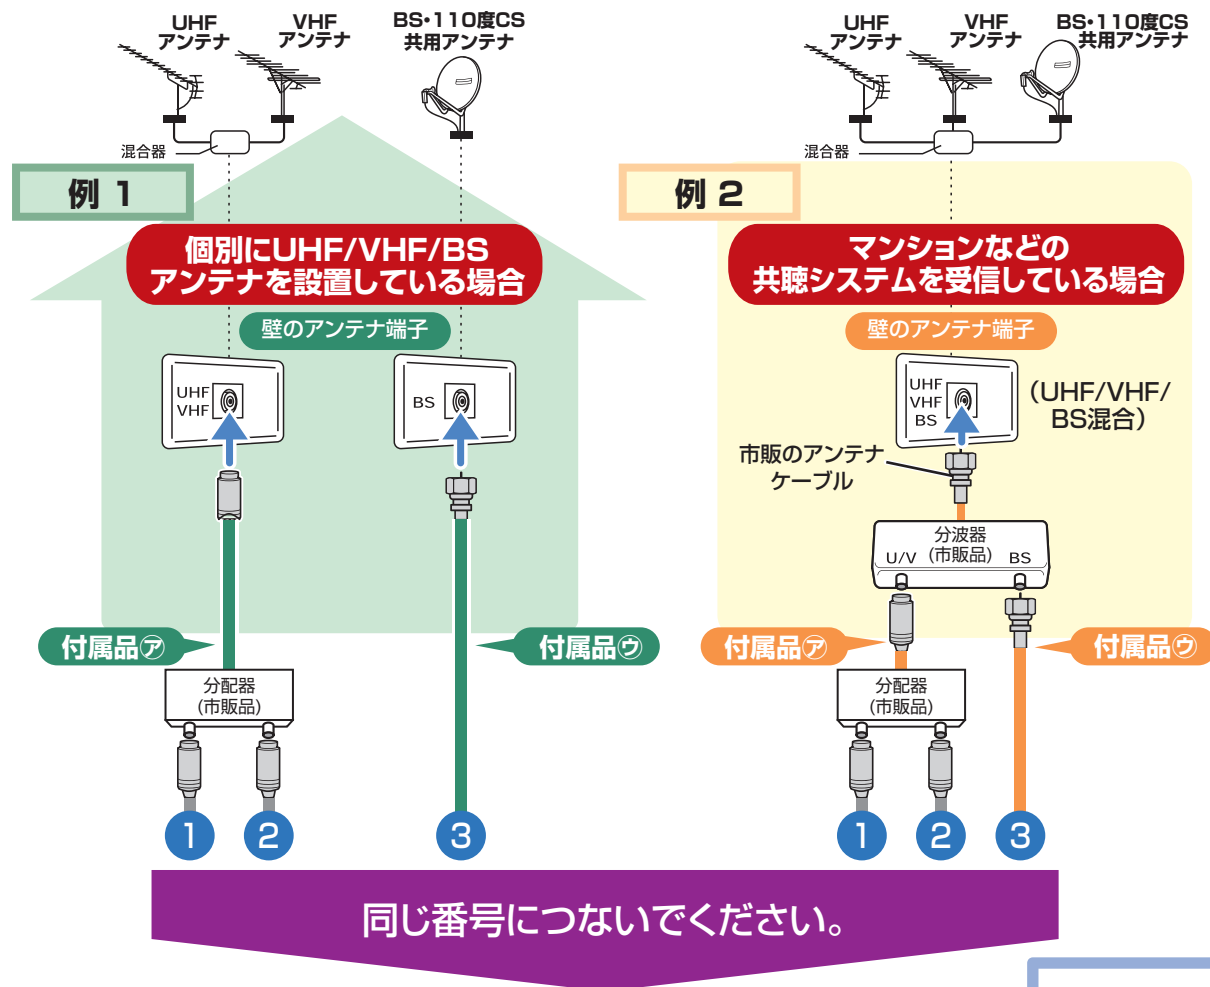 UHF
アンテナ
VHF
アンテナ
BS・110度CS
共用アンテナ
混合器
例 1
個別にUHF/VHF/BS
アンテナを設置している場合
壁のアンテナ端子
UHF
VHF
BS
付属品㋐
付属品㋒
分配器
(市販品)
1
2
3
UHF
アンテナ
VHF
アンテナ
BS・110度CS
共用アンテナ
混合器
例 2
マンションなどの
共聴システムを受信している場合
壁のアンテナ端子
UHF
VHF
BS
(UHF/VHF/
BS混合)
市販のアンテナ
ケーブル
分波器
(市販品)
U/V
BS
付属品㋐
付属品㋒
分配器
(市販品)
1
2
3
同じ番号につないでください。